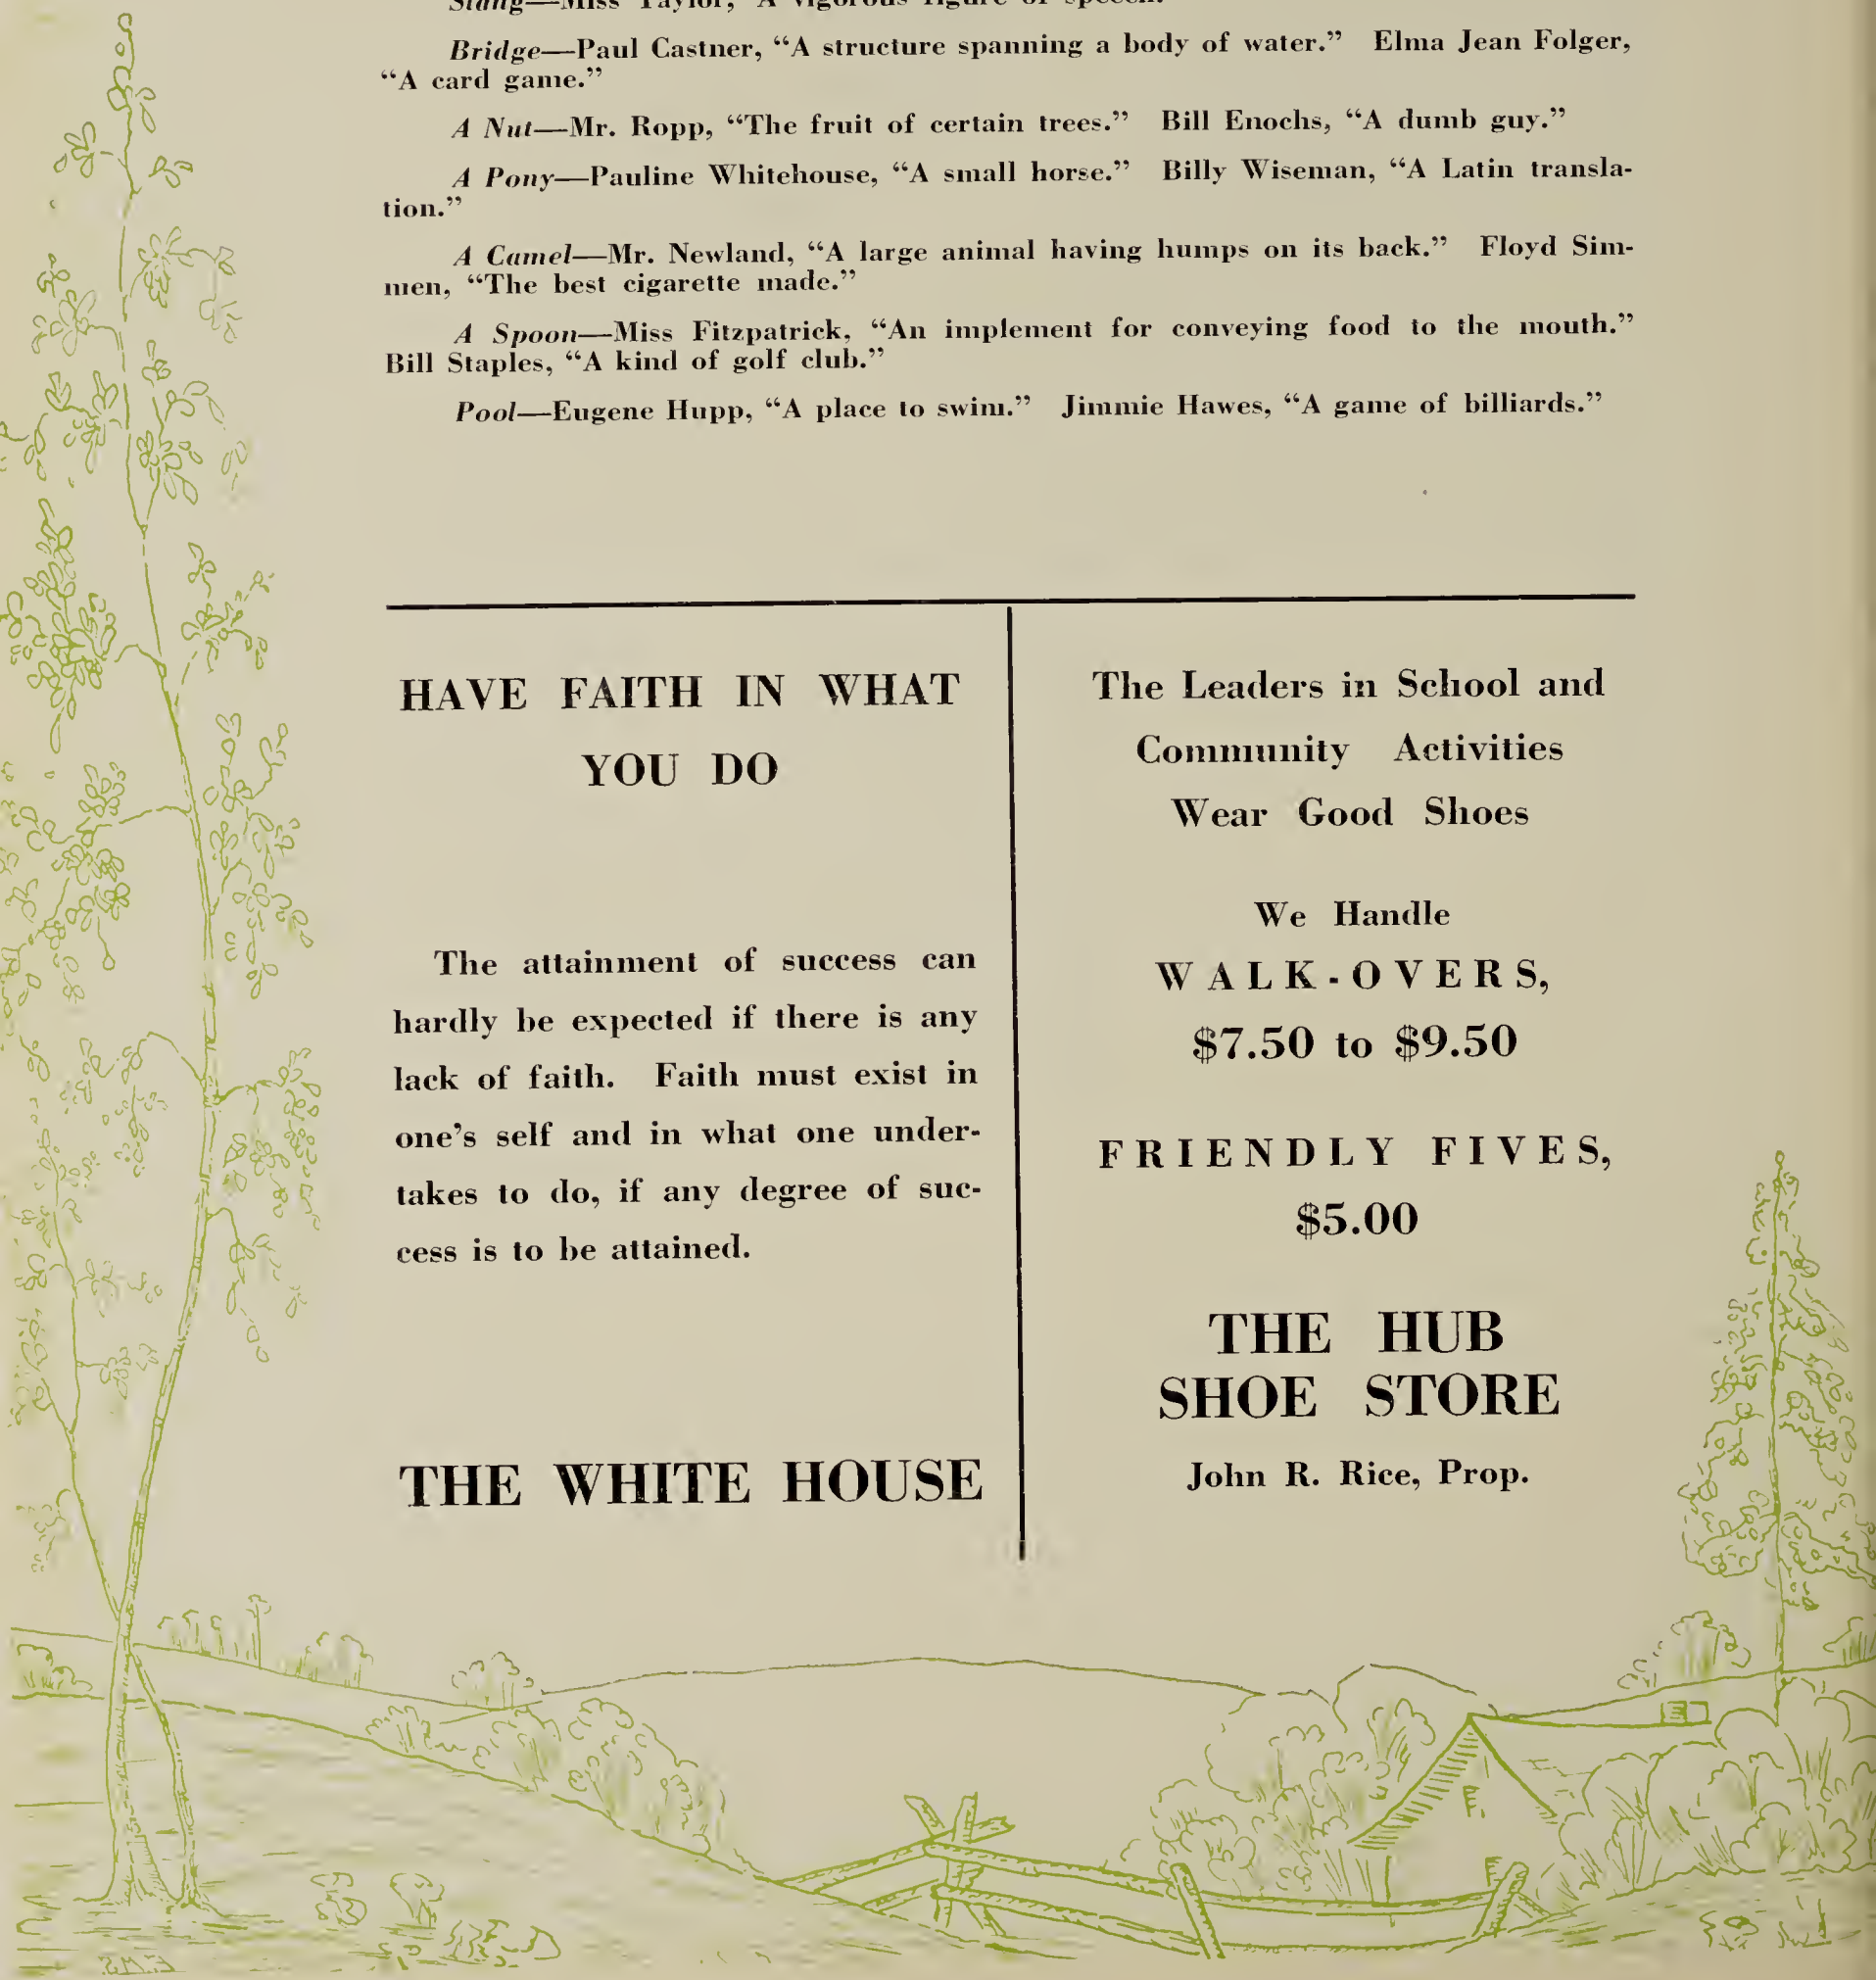 Slang—Miss Taylor, “A vigorous figure of speech.”
Bridge—Paul Castner, “A structure spanning a body of water.” Elma Jean Folger,
“A card game.”
A Nut—Mr. Ropp, “The fruit of certain trees.” Bill Enochs, “A dumb guy.”
A Pony—Pauline Whitehouse, “A small horse.” Billy Wiseman, “A Latin transla-
tion.”
A Camel—Mr. Newland, “A large animal having humps on its back.” Floyd Sim-
men, “The best cigarette made.”
A Spoon—Miss Fitzpatrick, “An implement for conveying food to the mouth.”
Bill Staples, “A kind of golf club.”
Pool—Eugene Hupp, “A place to swim.” Jimmie Hawes, “A game of billiards.”
HAVE FAITH IN WHAT
YOU DO
The attainment of success can
hardly be expected if there is any
lack of faith. Faith must exist in
one’s self and in what one under-
takes to do, if any degree of suc-
cess is to be attained.
THE WHITE HOUSE
The Leaders in School and
Community Activities
Wear Good Shoes
We Handle
WALK-OVERS,
$7.50 to $9.50
FRIENDLY FIVES,
$5.00
THE HUB
SHOE STORE
John R. Rice, Prop.